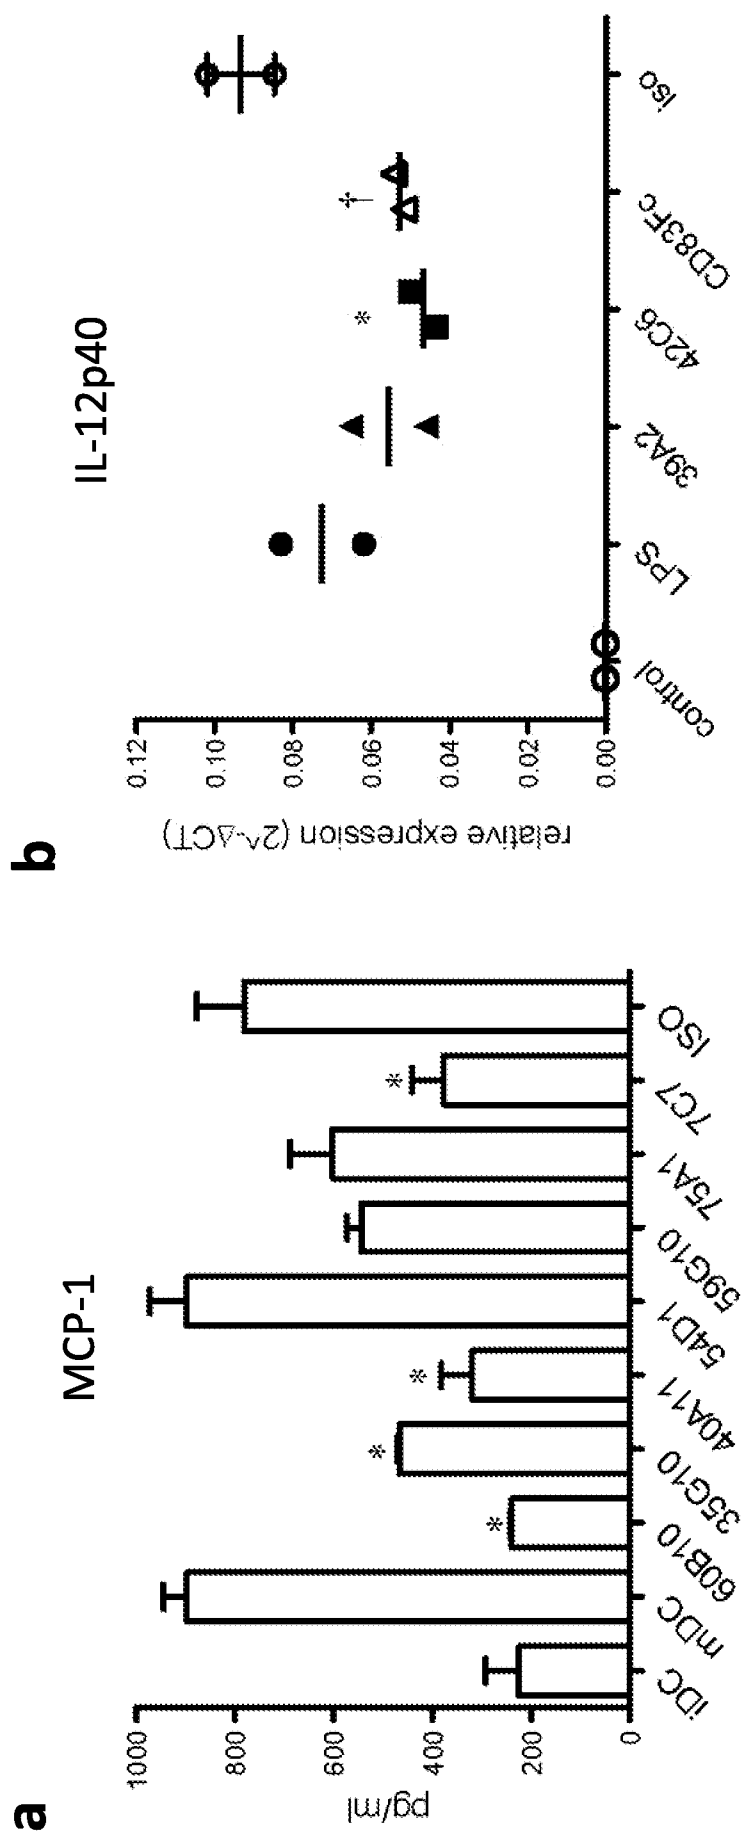 a
MCP-1
pg/ml
1000
800
600
400
200
0
iDC
mDC
60B10
*
35G10
*
40A11
*
54D1
59G10
75A1
7C7
*
ISO
b
IL-12p40
relative expression (2^-ΔCT)
0.12
0.10
0.08
0.06
0.04
0.02
0.00
control
LPS
39A2
42C6
*
CD83Fc
†
iso